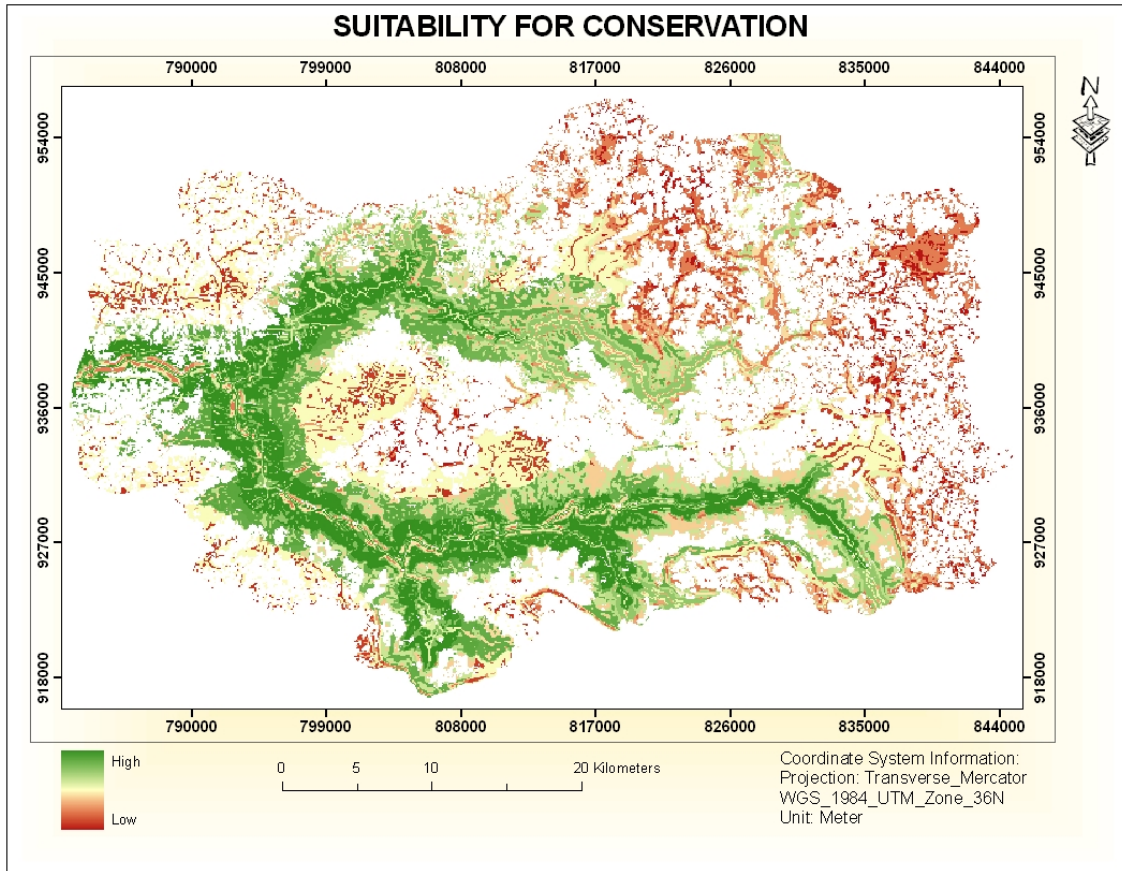 SUITABILITY FOR CONSERVATION
790000 799000 808000 817000 826000 835000 844000
N
954000 954000
945000 945000
936000 936000
927000 927000
918000 918000
790000 799000 808000 817000 826000 835000 844000
High
Low
0 5 10 20 Kilometers
Coordinate System Information:
Projection: Transverse_Mercator
WGS_1984_UTM_Zone_36N
Unit: Meter